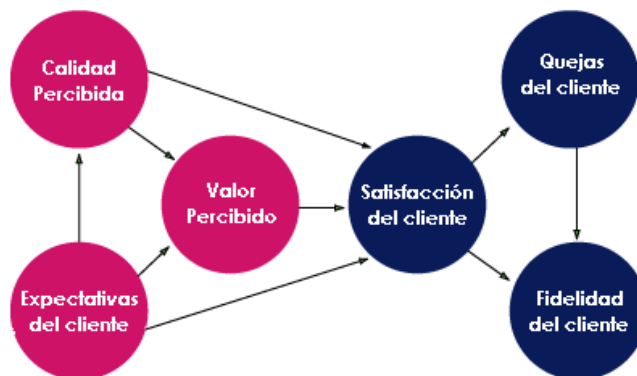 Calidad
Percibida
Quejas
del cliente
Valor
Percibido
Satisfacción
del cliente
Expectativas
del cliente
Fidelidad
del cliente